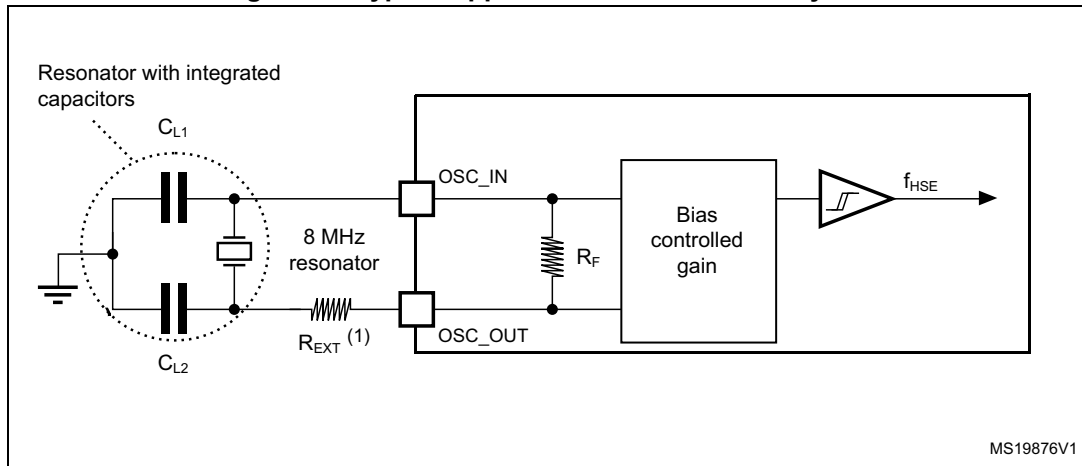 Resonator with integrated
capacitors
CL1
OSC_IN
fHSE
8 MHz
resonator
RF
Bias
controlled
gain
REXT (1)
OSC_OUT
CL2
MS19876V1